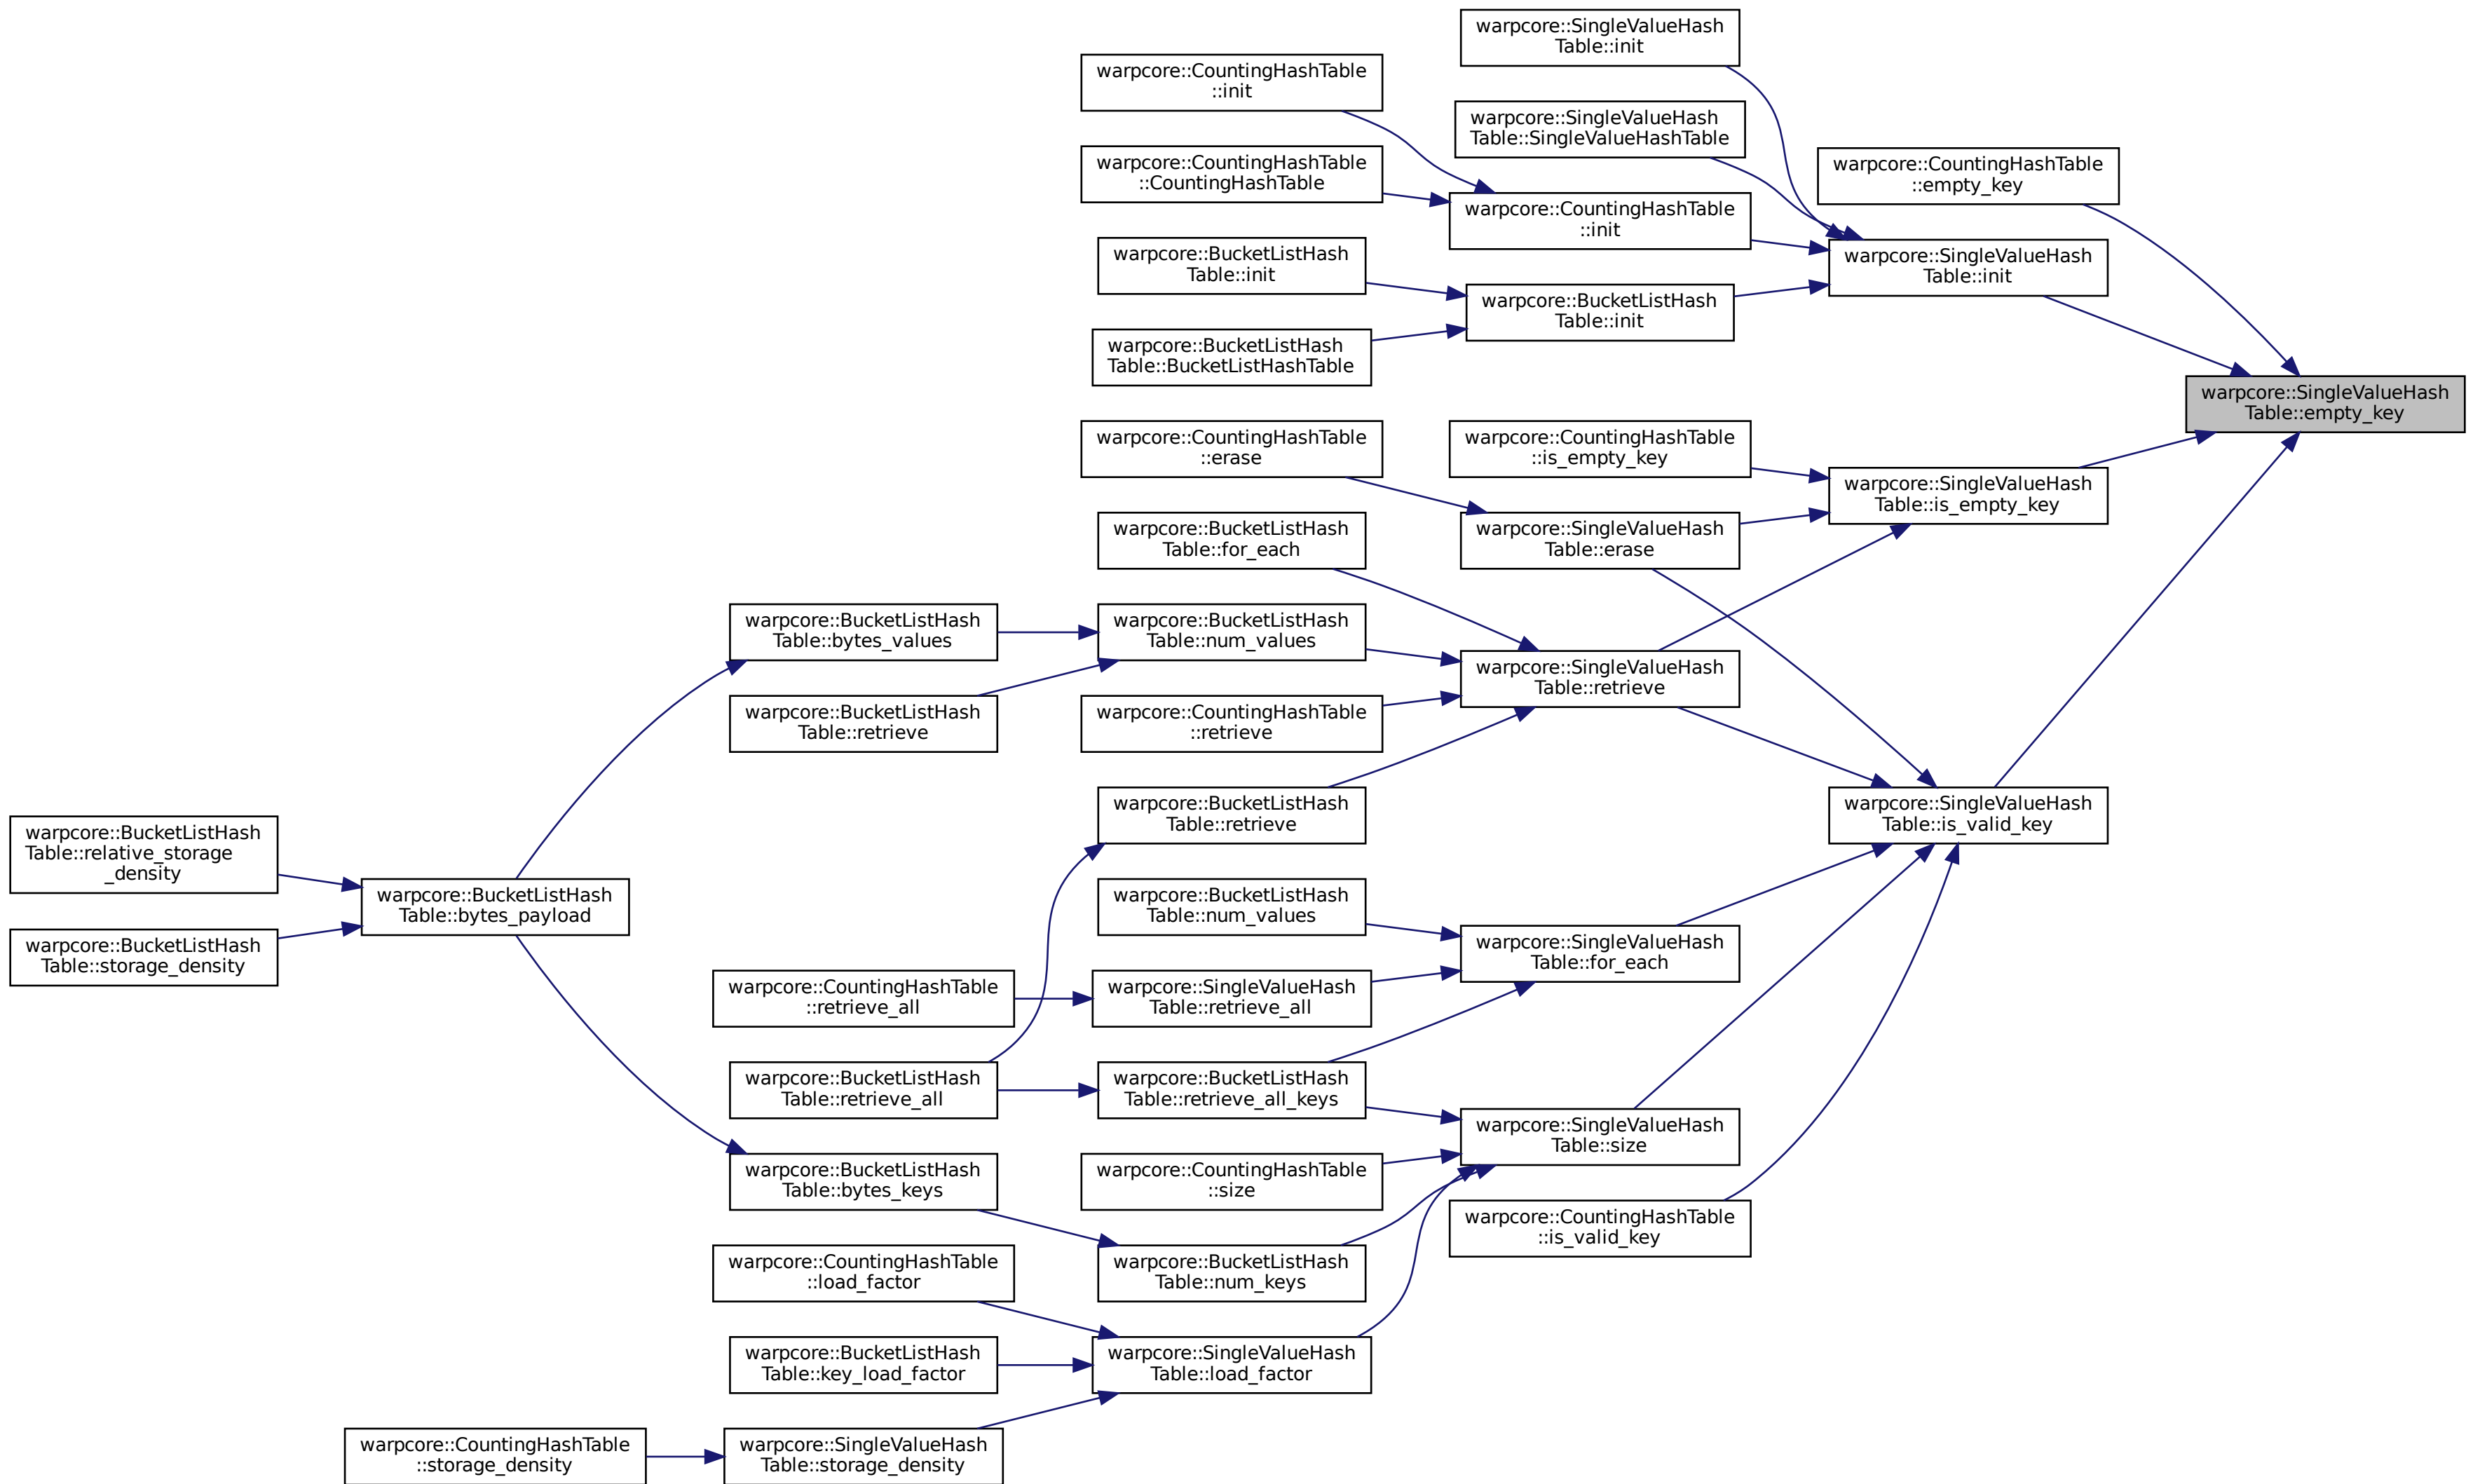 warpcore::SingleValueHash
Table::init
warpcore::CountingHashTable
::init
warpcore::SingleValueHash
Table::SingleValueHashTable
warpcore::CountingHashTable
::CountingHashTable
warpcore::CountingHashTable
::empty_key
warpcore::CountingHashTable
::init
warpcore::BucketListHash
Table::init
warpcore::SingleValueHash
Table::init
warpcore::BucketListHash
Table::init
warpcore::BucketListHash
Table::BucketListHashTable
warpcore::SingleValueHash
Table::empty_key
warpcore::CountingHashTable
::erase
warpcore::CountingHashTable
::is_empty_key
warpcore::SingleValueHash
Table::is_empty_key
warpcore::BucketListHash
Table::for_each
warpcore::SingleValueHash
Table::erase
warpcore::BucketListHash
Table::bytes_values
warpcore::BucketListHash
Table::num_values
warpcore::SingleValueHash
Table::retrieve
warpcore::BucketListHash
Table::retrieve
warpcore::CountingHashTable
::retrieve
warpcore::BucketListHash
Table::retrieve
warpcore::SingleValueHash
Table::is_valid_key
warpcore::BucketListHash
Table::relative_storage
_density
warpcore::BucketListHash
Table::bytes_payload
warpcore::BucketListHash
Table::num_values
warpcore::BucketListHash
Table::storage_density
warpcore::SingleValueHash
Table::for_each
warpcore::CountingHashTable
::retrieve_all
warpcore::SingleValueHash
Table::retrieve_all
warpcore::BucketListHash
Table::retrieve_all
warpcore::BucketListHash
Table::retrieve_all_keys
warpcore::SingleValueHash
Table::size
warpcore::BucketListHash
Table::bytes_keys
warpcore::CountingHashTable
::size
warpcore::CountingHashTable
::is_valid_key
warpcore::CountingHashTable
::load_factor
warpcore::BucketListHash
Table::num_keys
warpcore::BucketListHash
Table::key_load_factor
warpcore::SingleValueHash
Table::load_factor
warpcore::CountingHashTable
::storage_density
warpcore::SingleValueHash
Table::storage_density